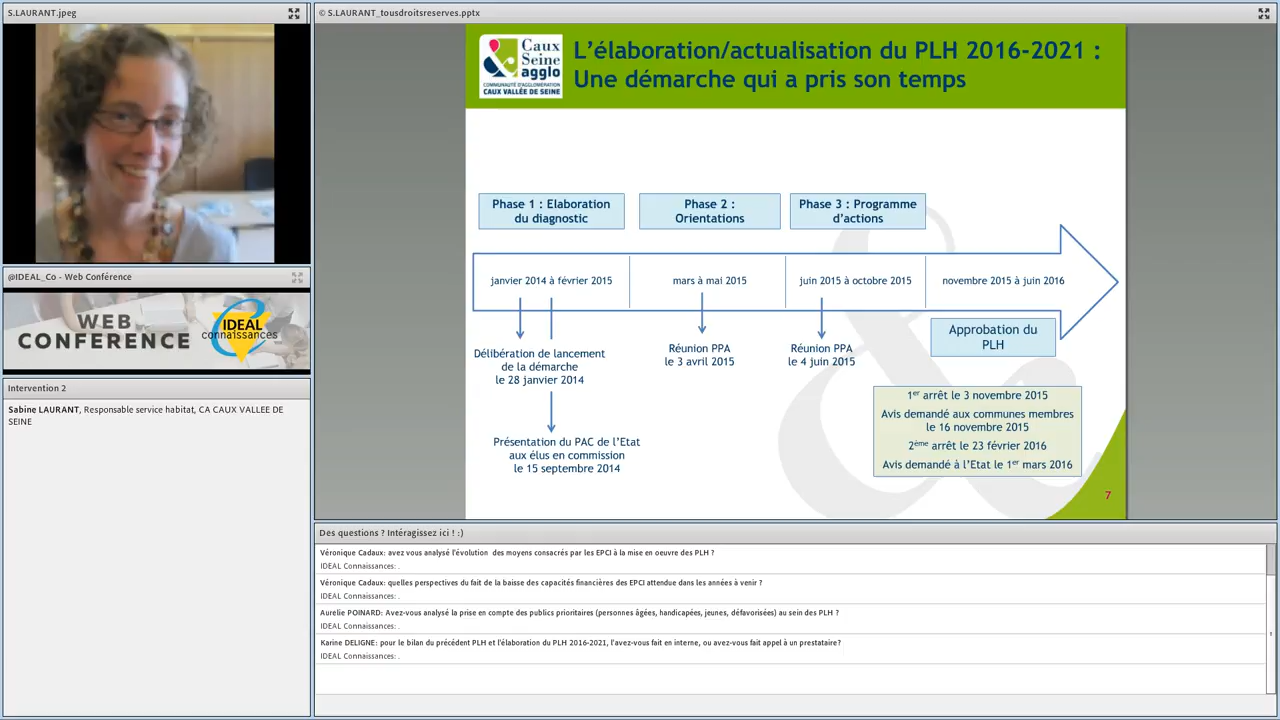 S.LAURANT.jpeg
© S.LAURANT_tousdroitsreserves.pptx
Caux
Seine
agglo
COMMUNAUTÉ D'AGGLOMÉRATION
CAUX VALLÉE DE SEINE
L'élaboration/actualisation du PLH 2016-2021 :
Une démarche qui a pris son temps
Phase 1 : Elaboration
du diagnostic
Phase 2 :
Orientations
Phase 3 : Programme
d'actions
janvier 2014 à février 2015
mars à mai 2015
juin 2015 à octobre 2015
novembre 2015 à juin 2016
Délibération de lancement
de la démarche
le 28 janvier 2014
Réunion PPA
le 3 avril 2015
Réunion PPA
le 4 juin 2015
Approbation du
PLH
Présentation du PAC de l'Etat
aux élus en commission
le 15 septembre 2014
1er arrêt le 3 novembre 2015
Avis demandé aux communes membres
le 16 novembre 2015
2ème arrêt le 23 février 2016
Avis demandé à l'Etat le 1er mars 2016
7
@IDEAL_Co - Web Conférence
WEB
CONFERENCE
IDEAL
connaissances
Intervention 2
Sabine LAURANT, Responsable service habitat, CA CAUX VALLEE DE
SEINE
Des questions ? Intéragissez ici ! :)
Véronique Cadaux: avez vous analysé l'évolution des moyens consacrés par les EPCI à la mise en oeuvre des PLH ?
IDEAL Connaissances: .
Véronique Cadaux: quelles perspectives du fait de la baisse des capacités financières des EPCI attendue dans les années à venir ?
IDEAL Connaissances: .
Aurelie POINARD: Avez-vous analysé la prise en compte des publics prioritaires (personnes âgées, handicapées, jeunes, défavorisées) au sein des PLH ?
IDEAL Connaissances: .
Karine DELIGNE: pour le bilan du précédent PLH et l'élaboration du PLH 2016-2021, l'avez-vous fait en interne, ou avez-vous fait appel à un prestataire?
IDEAL Connaissances: .